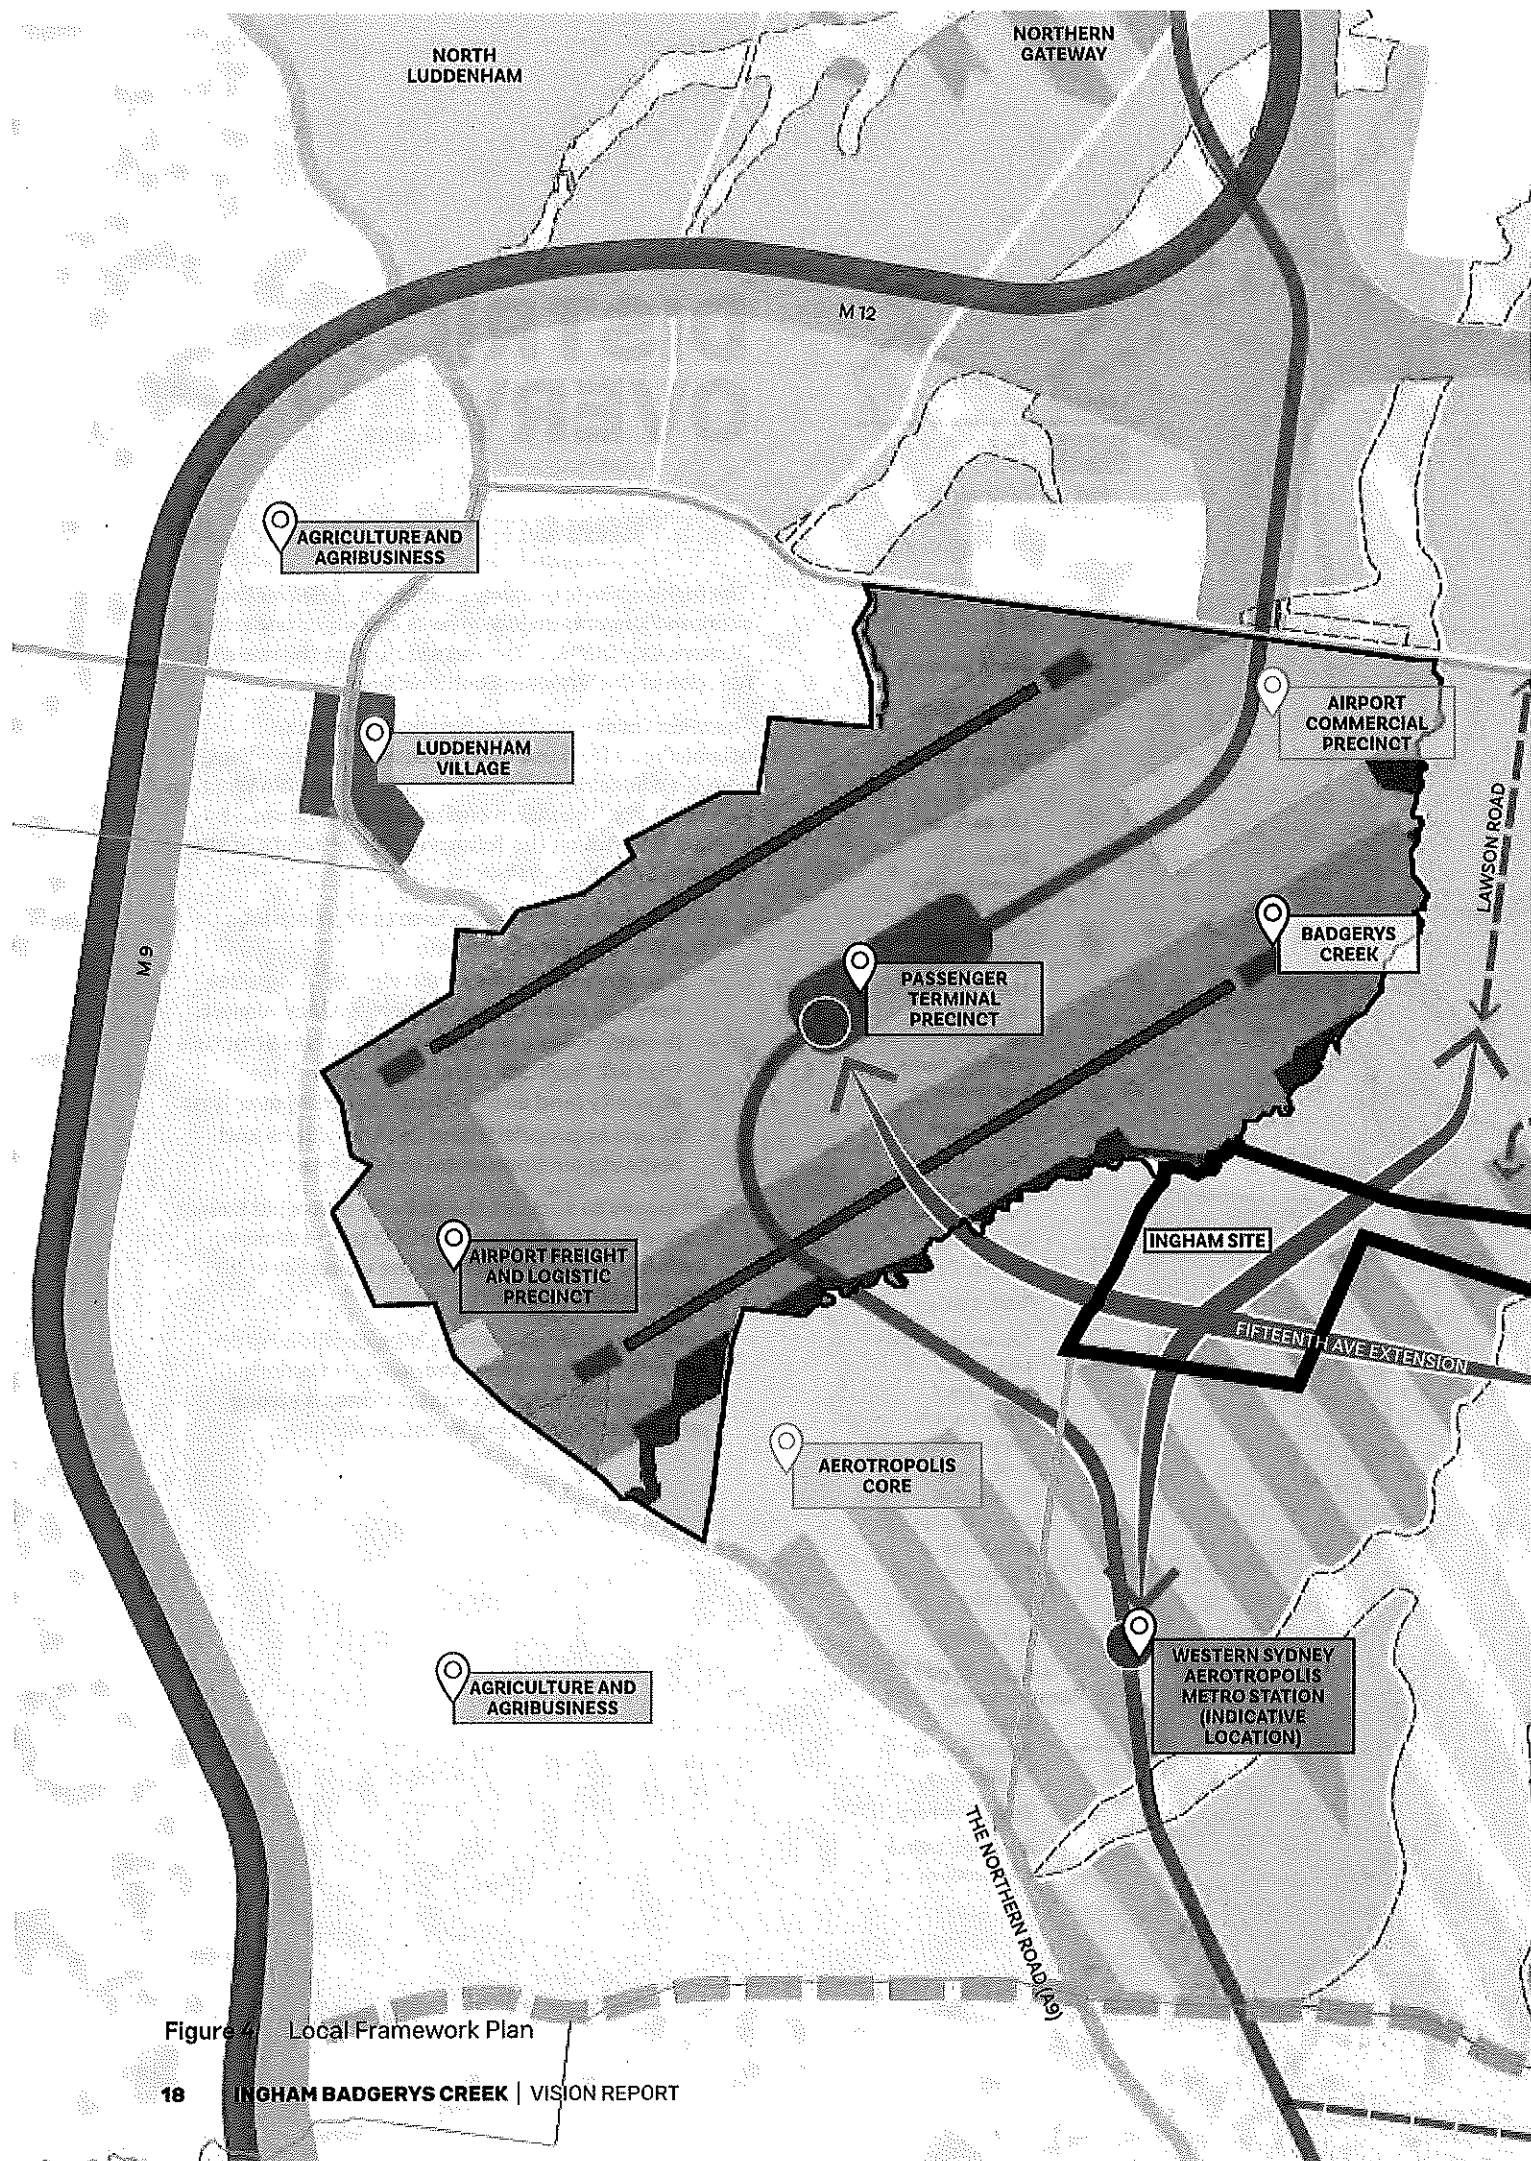 NORTH
LUDDENHAM
NORTHERN
GATEWAY
M 12
AGRICULTURE AND
AGRIBUSINESS
AIRPORT
COMMERCIAL
PRECINCT
LUDDENHAM
VILLAGE
LAWSON ROAD
M 9
BADGERYS
CREEK
PASSENGER
TERMINAL
PRECINCT
INGHAM SITE
AIRPORT FREIGHT
AND LOGISTIC
PRECINCT
FIFTEENTH AVE EXTENSION
AEROTROPOLIS
CORE
WESTERN SYDNEY
AEROTROPOLIS
METRO STATION
(INDICATIVE
LOCATION)
AGRICULTURE AND
AGRIBUSINESS
THE NORTHERN ROAD (A9)
Figure 4 Local Framework Plan
18 INGHAM BADGERYS CREEK | VISION REPORT